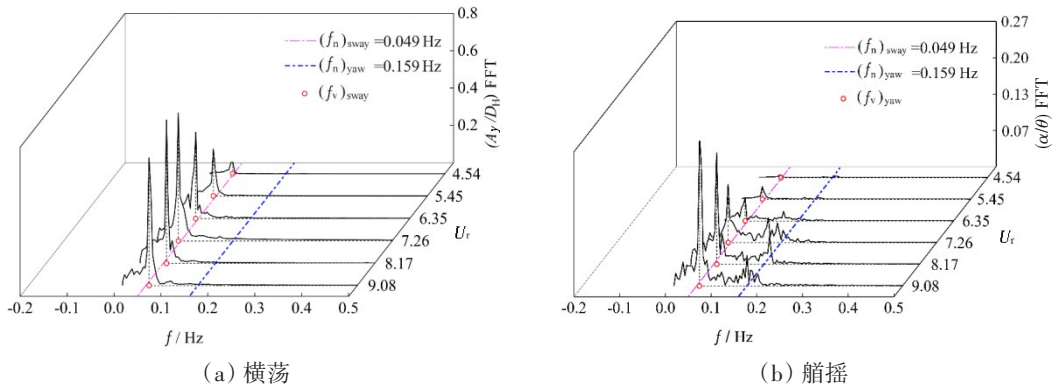 0.8
0.6
0.4
0.2
(A_y/D_H) FFT
(f_n)_sway =0.049 Hz
(f_n)_yaw =0.159 Hz
(f_v)_sway
4.54
5.45
6.35
7.26
8.17
9.08
U_r
-0.2 -0.1 0.0 0.1 0.2 0.3 0.4 0.5
f / Hz
(a) 横荡
0.27
0.20
0.13
0.07
(α/θ) FFT
(f_n)_sway =0.049 Hz
(f_n)_yaw =0.159 Hz
(f_v)_yaw
4.54
5.45
6.35
7.26
8.17
9.08
U_r
-0.2 -0.1 0.0 0.1 0.2 0.3 0.4 0.5
f / Hz
(b) 艏摇